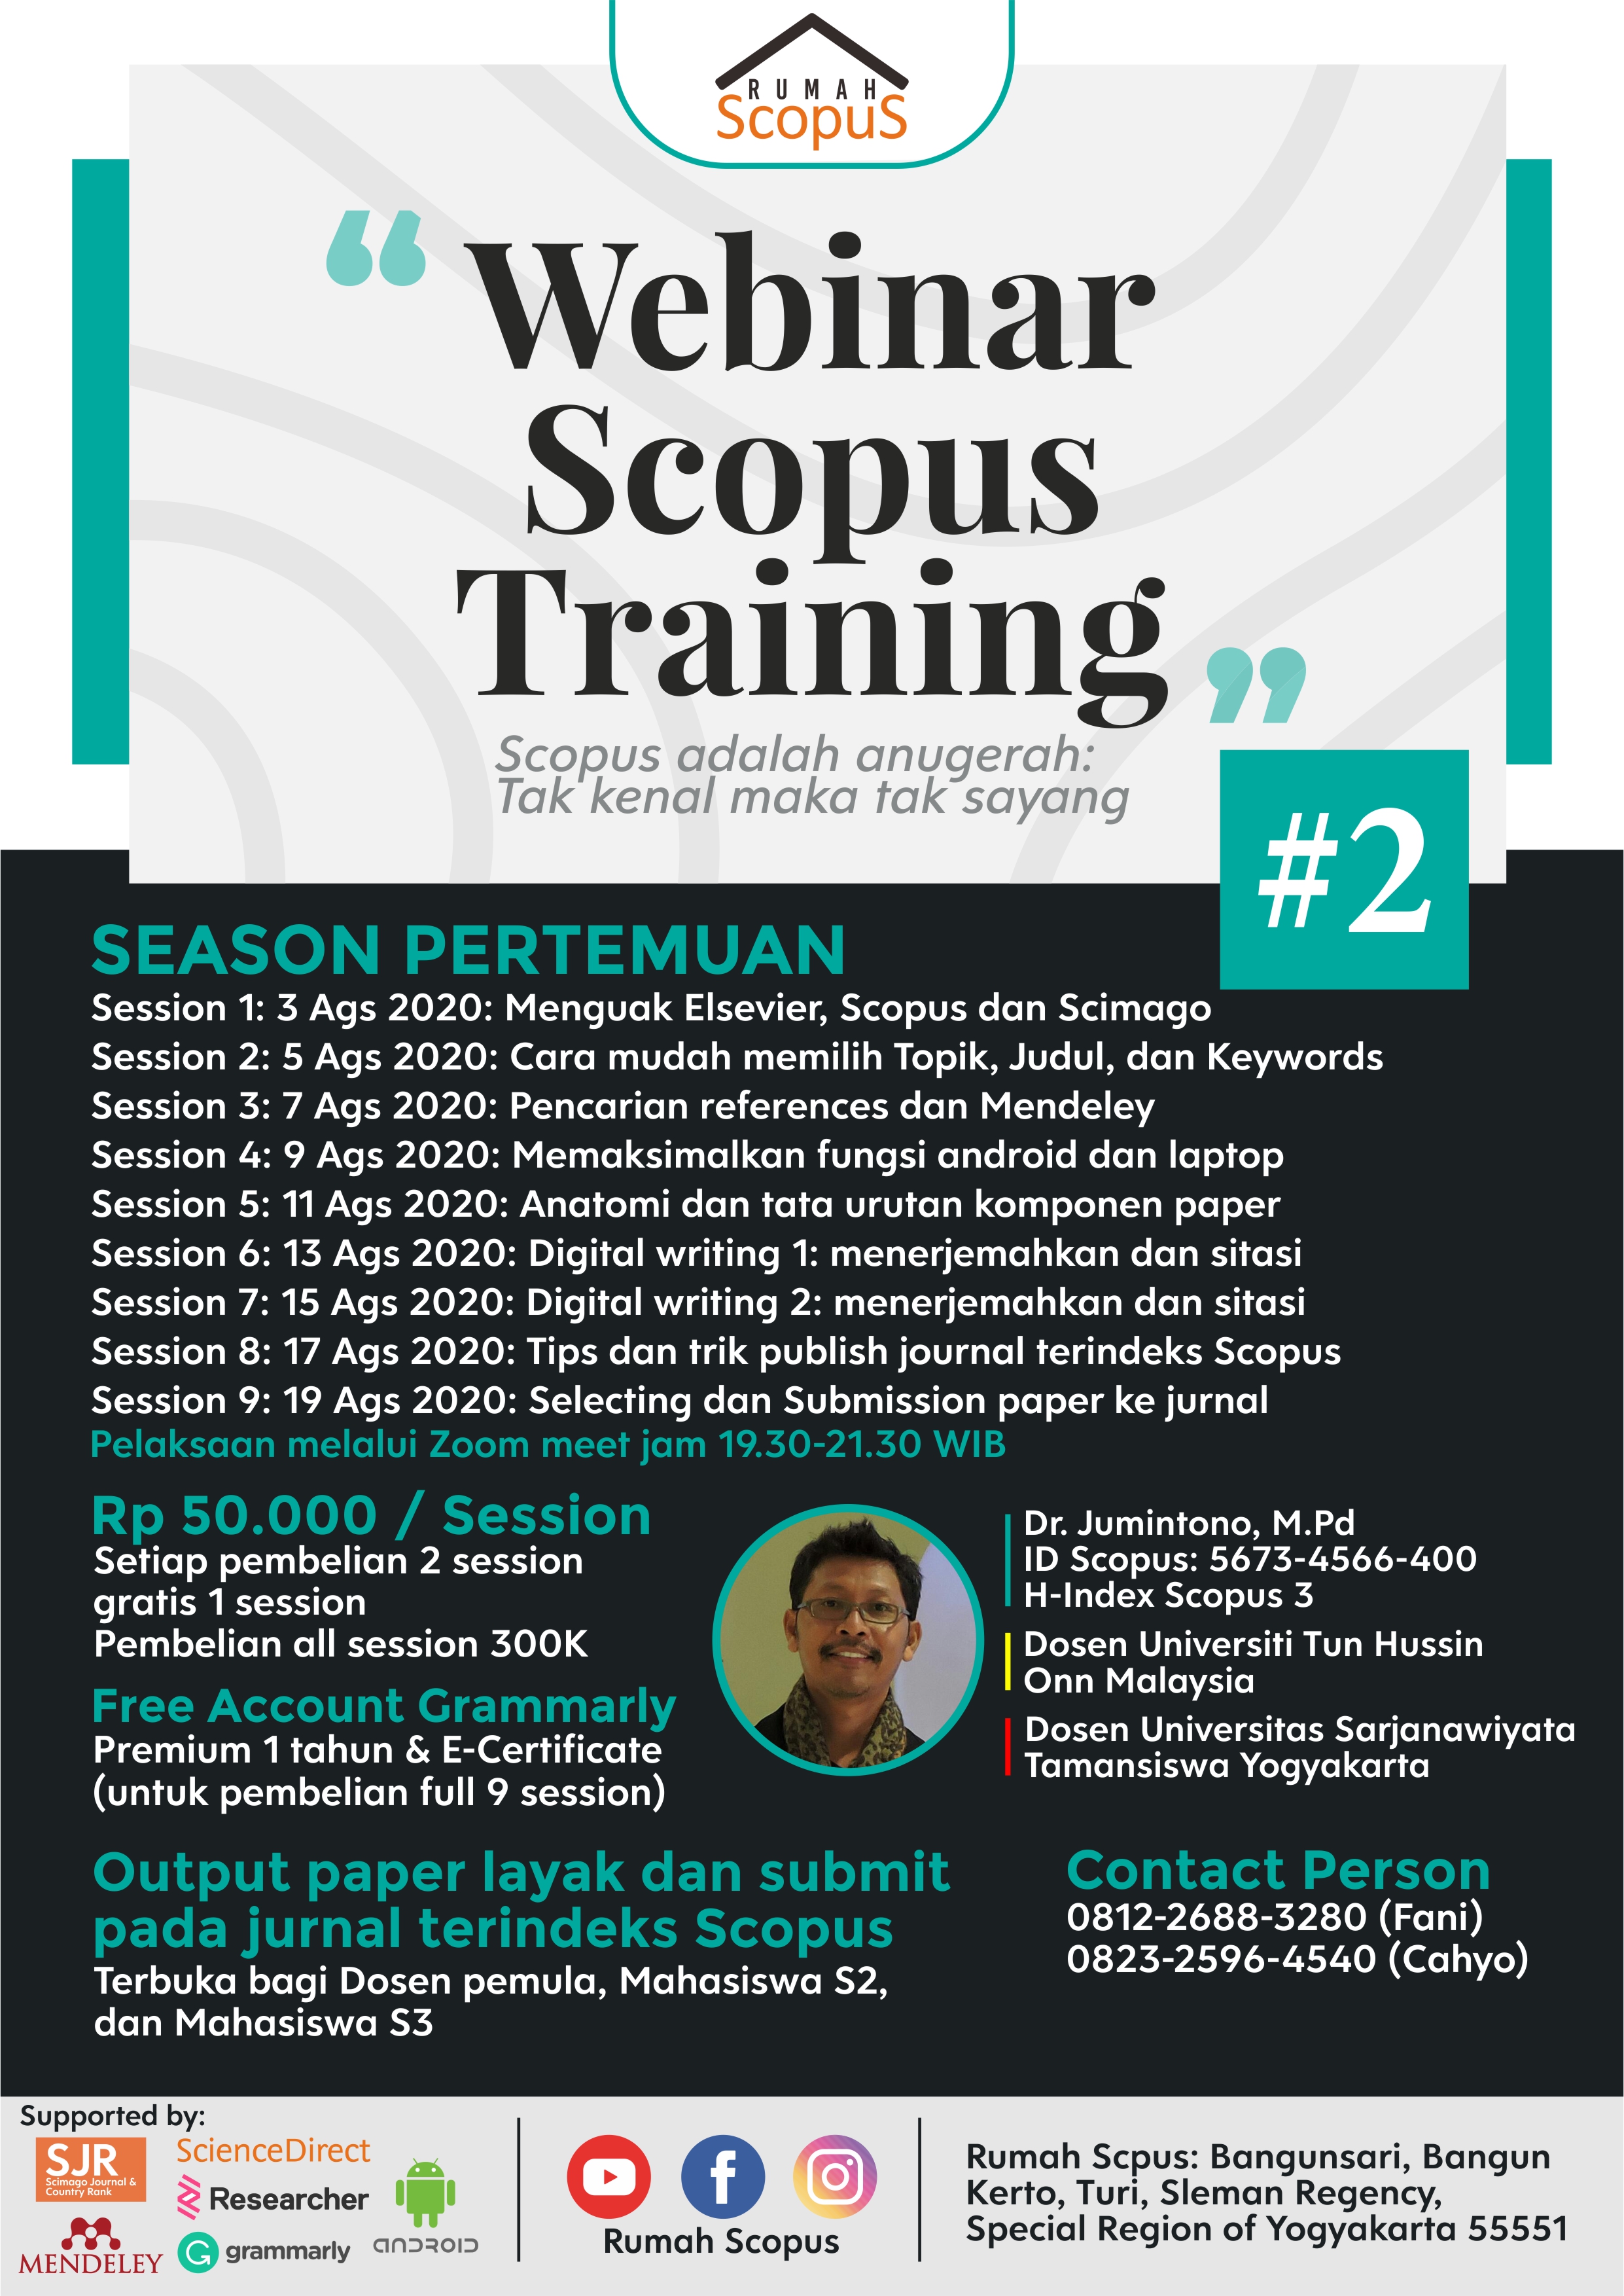 RUMAH
ScopuS
“Webinar
Scopus
Training”
Scopus adalah anugerah:
Tak kenal maka tak sayang
#2
SEASON PERTEMUAN
Session 1: 3 Ags 2020: Menguak Elsevier, Scopus dan Scimago
Session 2: 5 Ags 2020: Cara mudah memilih Topik, Judul, dan Keywords
Session 3: 7 Ags 2020: Pencarian references dan Mendeley
Session 4: 9 Ags 2020: Memaksimalkan fungsi android dan laptop
Session 5: 11 Ags 2020: Anatomi dan tata urutan komponen paper
Session 6: 13 Ags 2020: Digital writing 1: menerjemahkan dan sitasi
Session 7: 15 Ags 2020: Digital writing 2: menerjemahkan dan sitasi
Session 8: 17 Ags 2020: Tips dan trik publish journal terindeks Scopus
Session 9: 19 Ags 2020: Selecting dan Submission paper ke jurnal
Pelaksaan melalui Zoom meet jam 19.30-21.30 WIB
Rp 50.000 / Session
Setiap pembelian 2 session
gratis 1 session
Pembelian all session 300K
Free Account Grammarly
Premium 1 tahun & E-Certificate
(untuk pembelian full 9 session)
Dr. Jumintono, M.Pd
ID Scopus: 5673-4566-400
H-Index Scopus 3
Dosen Universiti Tun Hussin
Onn Malaysia
Dosen Universitas Sarjanawiyata
Tamansiswa Yogyakarta
Output paper layak dan submit
pada jurnal terindeks Scopus
Terbuka bagi Dosen pemula, Mahasiswa S2,
dan Mahasiswa S3
Contact Person
0812-2688-3280 (Fani)
0823-2596-4540 (Cahyo)
Supported by:
SJR
Scimago Journal &
Country Rank
ScienceDirect
Researcher
MENDELEY
grammarly
ANDROID
Rumah Scopus
Rumah Scpus: Bangunsari, Bangun
Kerto, Turi, Sleman Regency,
Special Region of Yogyakarta 55551